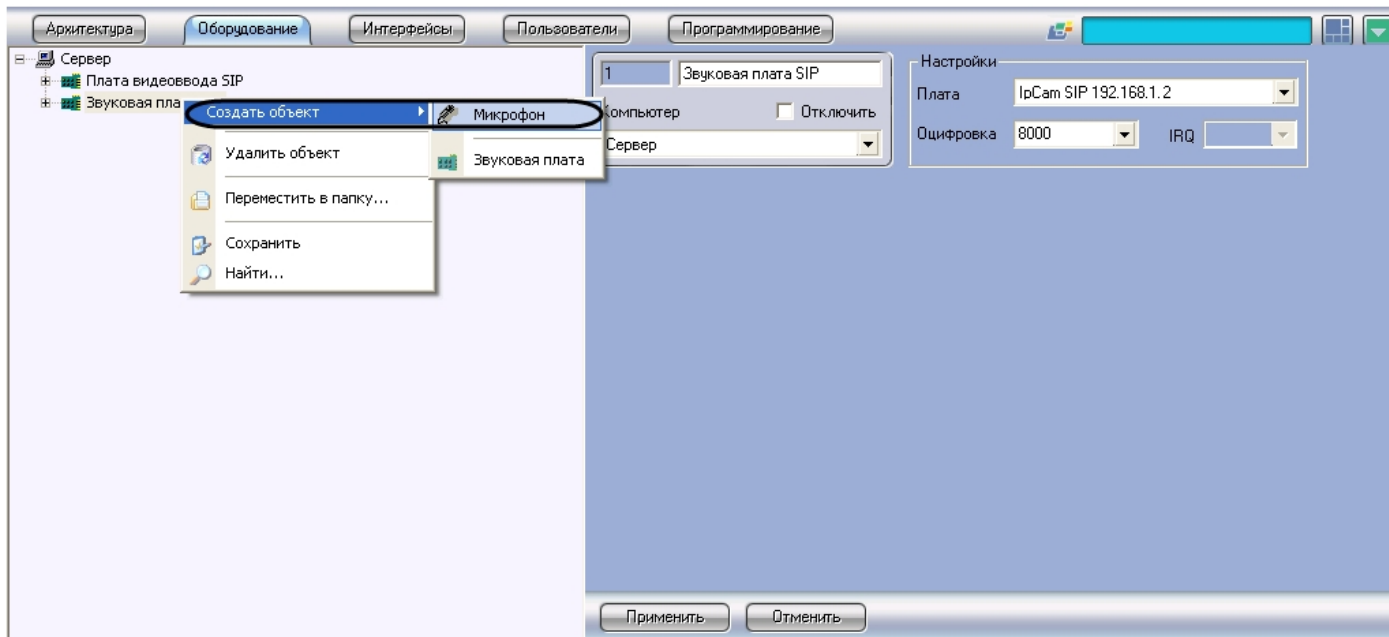 Архитектура Оборудование Интерфейсы Пользователи Программирование
Сервер
Плата видеоввода SIP
Звуковая пла
Создать объект
Удалить объект
Переместить в папку...
Сохранить
Найти...
Микрофон
Звуковая плата
1 Звуковая плата SIP
Компьютер Отключить
Сервер
Настройки
Плата IpCam SIP 192.168.1.2
Оцифровка 8000 IRQ
Применить Отменить